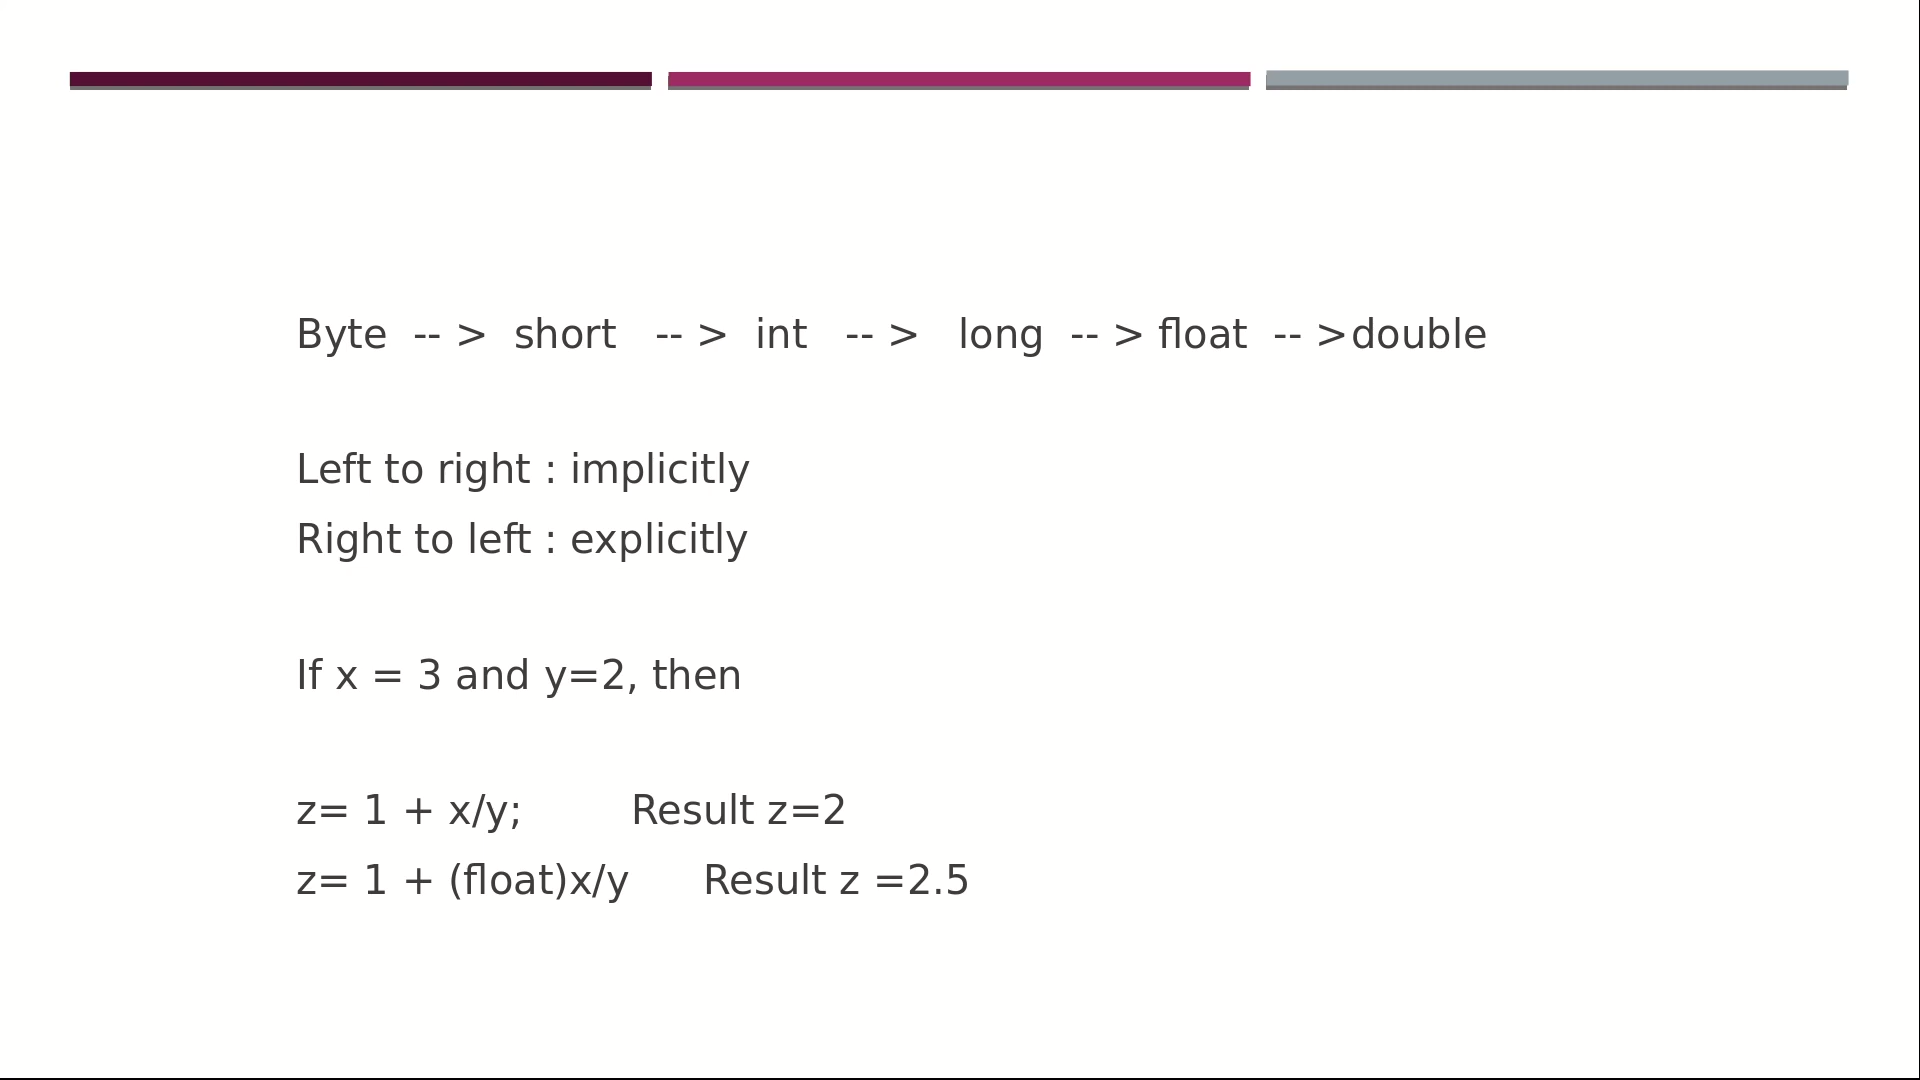 Byte -- > short -- > int -- > long -- > float -- >double
Left to right : implicitly
Right to left : explicitly
If x = 3 and y=2, then
z= 1 + x/y; Result z=2
z= 1 + (float)x/y Result z =2.5